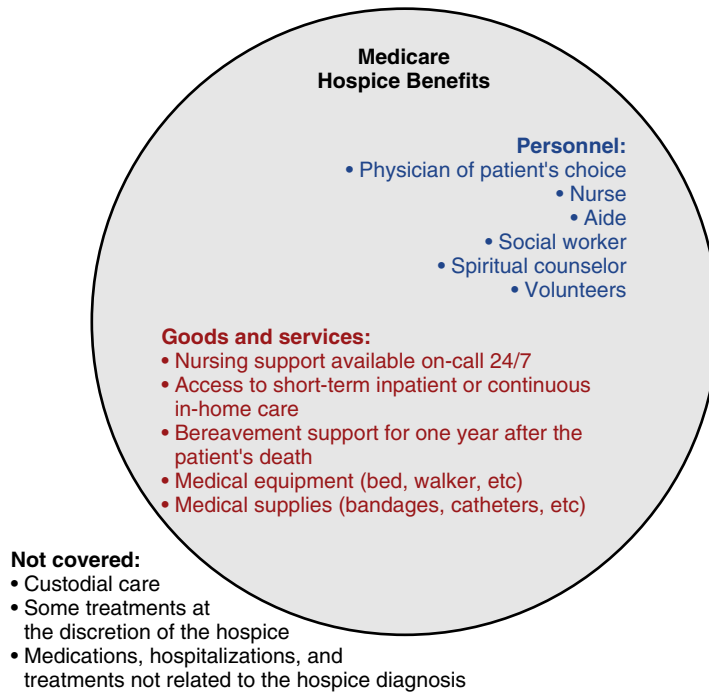 Medicare
Hospice Benefits
Personnel:
• Physician of patient's choice
• Nurse
• Aide
• Social worker
• Spiritual counselor
• Volunteers
Goods and services:
• Nursing support available on-call 24/7
• Access to short-term inpatient or continuous
in-home care
• Bereavement support for one year after the
patient's death
• Medical equipment (bed, walker, etc)
• Medical supplies (bandages, catheters, etc)
Not covered:
• Custodial care
• Some treatments at
the discretion of the hospice
• Medications, hospitalizations, and
treatments not related to the hospice diagnosis